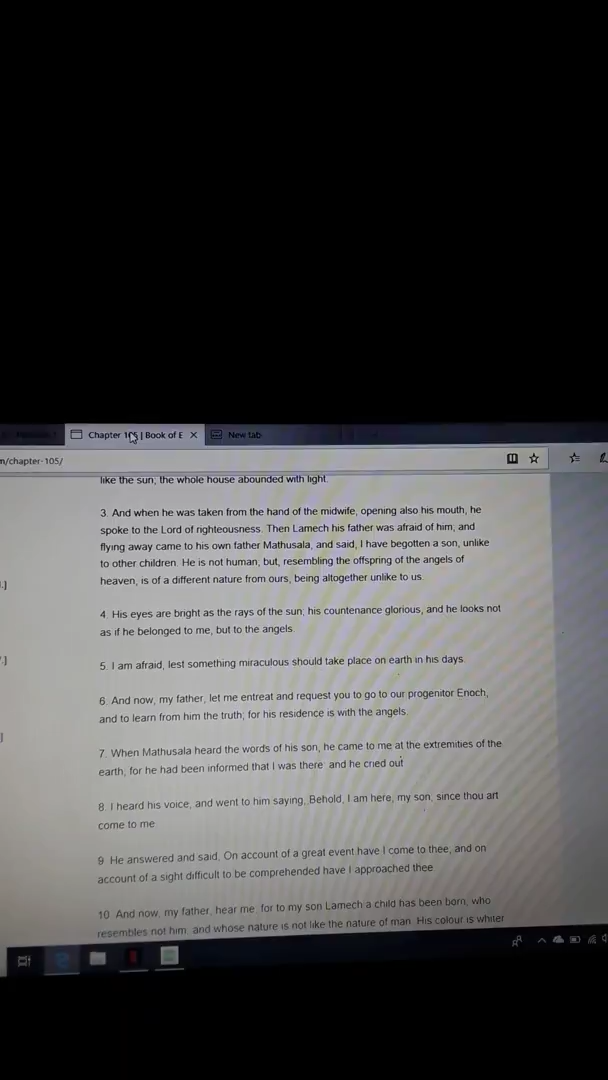 Chapter 105 | Book of E
New tab
m/chapter-105/
like the sun; the whole house abounded with light.
3. And when he was taken from the hand of the midwife, opening also his mouth, he
spoke to the Lord of righteousness. Then Lamech his father was afraid of him; and
flying away came to his own father Mathusala, and said, I have begotten a son, unlike
to other children. He is not human; but, resembling the offspring of the angels of
heaven, is of a different nature from ours, being altogether unlike to us.
.]
4. His eyes are bright as the rays of the sun; his countenance glorious, and he looks not
as if he belonged to me, but to the angels.
.]
5. I am afraid, lest something miraculous should take place on earth in his days.
6. And now, my father, let me entreat and request you to go to our progenitor Enoch,
and to learn from him the truth; for his residence is with the angels.
]
7. When Mathusala heard the words of his son, he came to me at the extremities of the
earth; for he had been informed that I was there: and he cried out.
8. I heard his voice, and went to him saying, Behold, I am here, my son; since thou art
come to me.
9. He answered and said, On account of a great event have I come to thee; and on
account of a sight difficult to be comprehended have I approached thee.
10. And now, my father, hear me; for to my son Lamech a child has been born, who
resembles not him; and whose nature is not like the nature of man. His colour is whiter